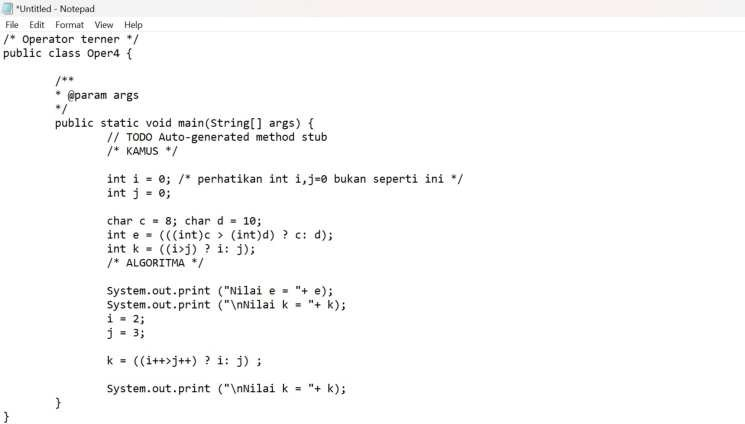 *Untitled - Notepad
File Edit Format View Help
/* Operator terner */
public class Oper4 {
/**
* @param args
*/
public static void main(String[] args) {
// TODO Auto-generated method stub
/* KAMUS */
int i = 0; /* perhatikan int i,j=0 bukan seperti ini */
int j = 0;
char c = 8; char d = 10;
int e = (((int)c > (int)d) ? c: d);
int k = ((i>j) ? i: j);
/* ALGORITMA */
System.out.print ("Nilai e = "+ e);
System.out.print ("\nNilai k = "+ k);
i = 2;
j = 3;
k = ((i++>j++) ? i: j) ;
System.out.print ("\nNilai k = "+ k);
}
}